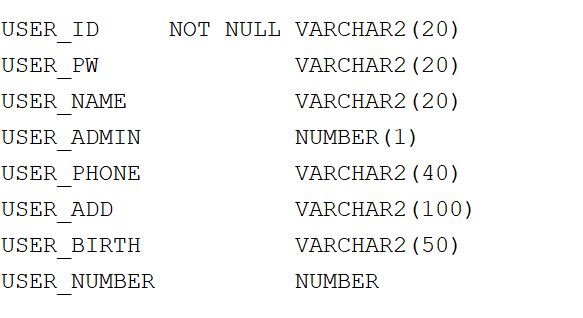 USER_ID     NOT NULL VARCHAR2(20)
USER_PW              VARCHAR2(20)
USER_NAME            VARCHAR2(20)
USER_ADMIN           NUMBER(1)
USER_PHONE           VARCHAR2(40)
USER_ADD             VARCHAR2(100)
USER_BIRTH           VARCHAR2(50)
USER_NUMBER          NUMBER